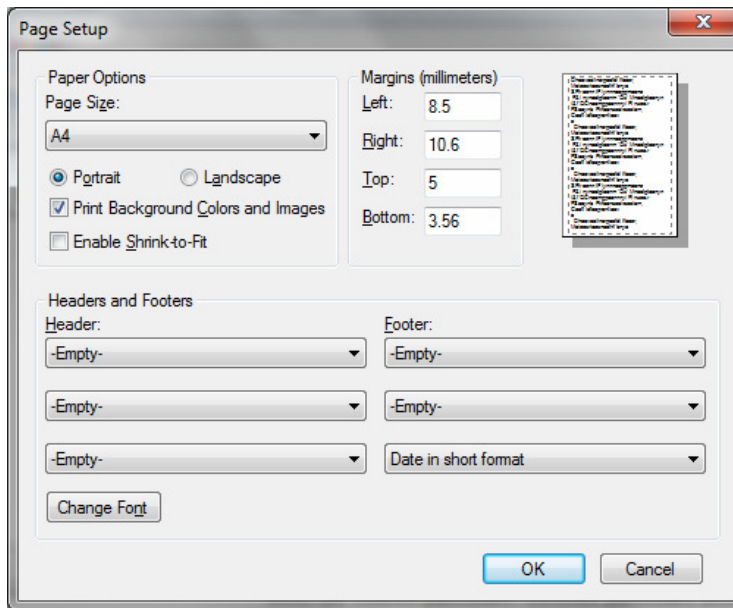 Page Setup
Paper Options
Page Size:
A4
Portrait
Landscape
Print Background Colors and Images
Enable Shrink-to-Fit
Margins (millimeters)
Left: 8.5
Right: 10.6
Top: 5
Bottom: 3.56
Headers and Footers
Header:
Footer:
-Empty-
-Empty-
-Empty-
-Empty-
-Empty-
Date in short format
Change Font
OK
Cancel